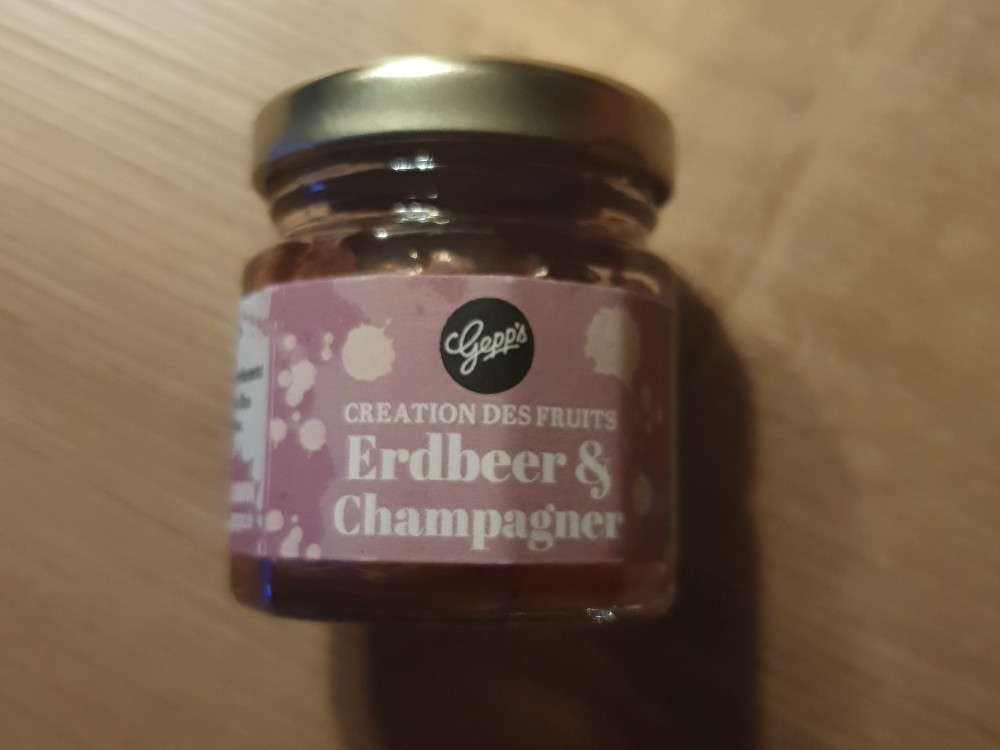 Gepp's
CREATION DES FRUITS
Erdbeer &
Champagner